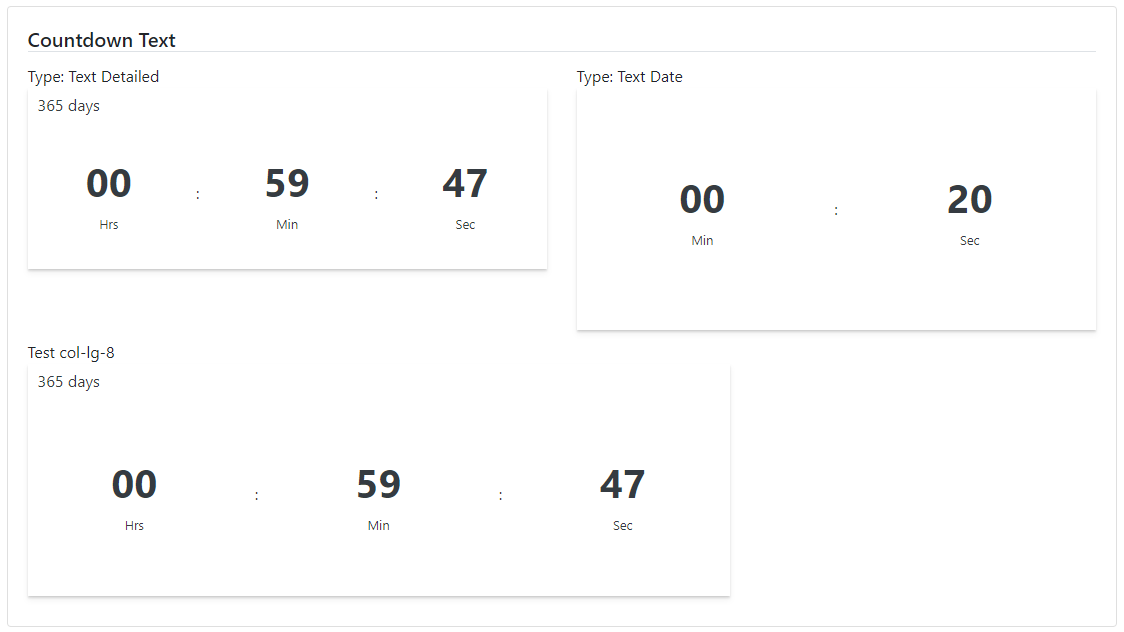 Countdown Text
Type: Text Detailed
365 days
00 : 59 : 47
Hrs Min Sec
Type: Text Date
00 : 20
Min Sec
Test col-lg-8
365 days
00 : 59 : 47
Hrs Min Sec